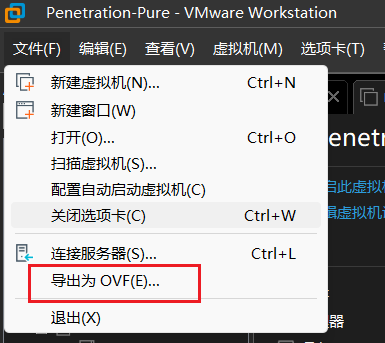 Penetration-Pure - VMware Workstation
文件(F) 编辑(E) 查看(V) 虚拟机(M) 选项卡(T)
新建虚拟机(N)... Ctrl+N
新建窗口(W)
打开(O)... Ctrl+O
扫描虚拟机(S)...
配置自动启动虚拟机(C)
关闭选项卡(C) Ctrl+W
连接服务器(S)... Ctrl+L
导出为 OVF(E)...
退出(X)
enetra
启此虚拟
辑虚拟机